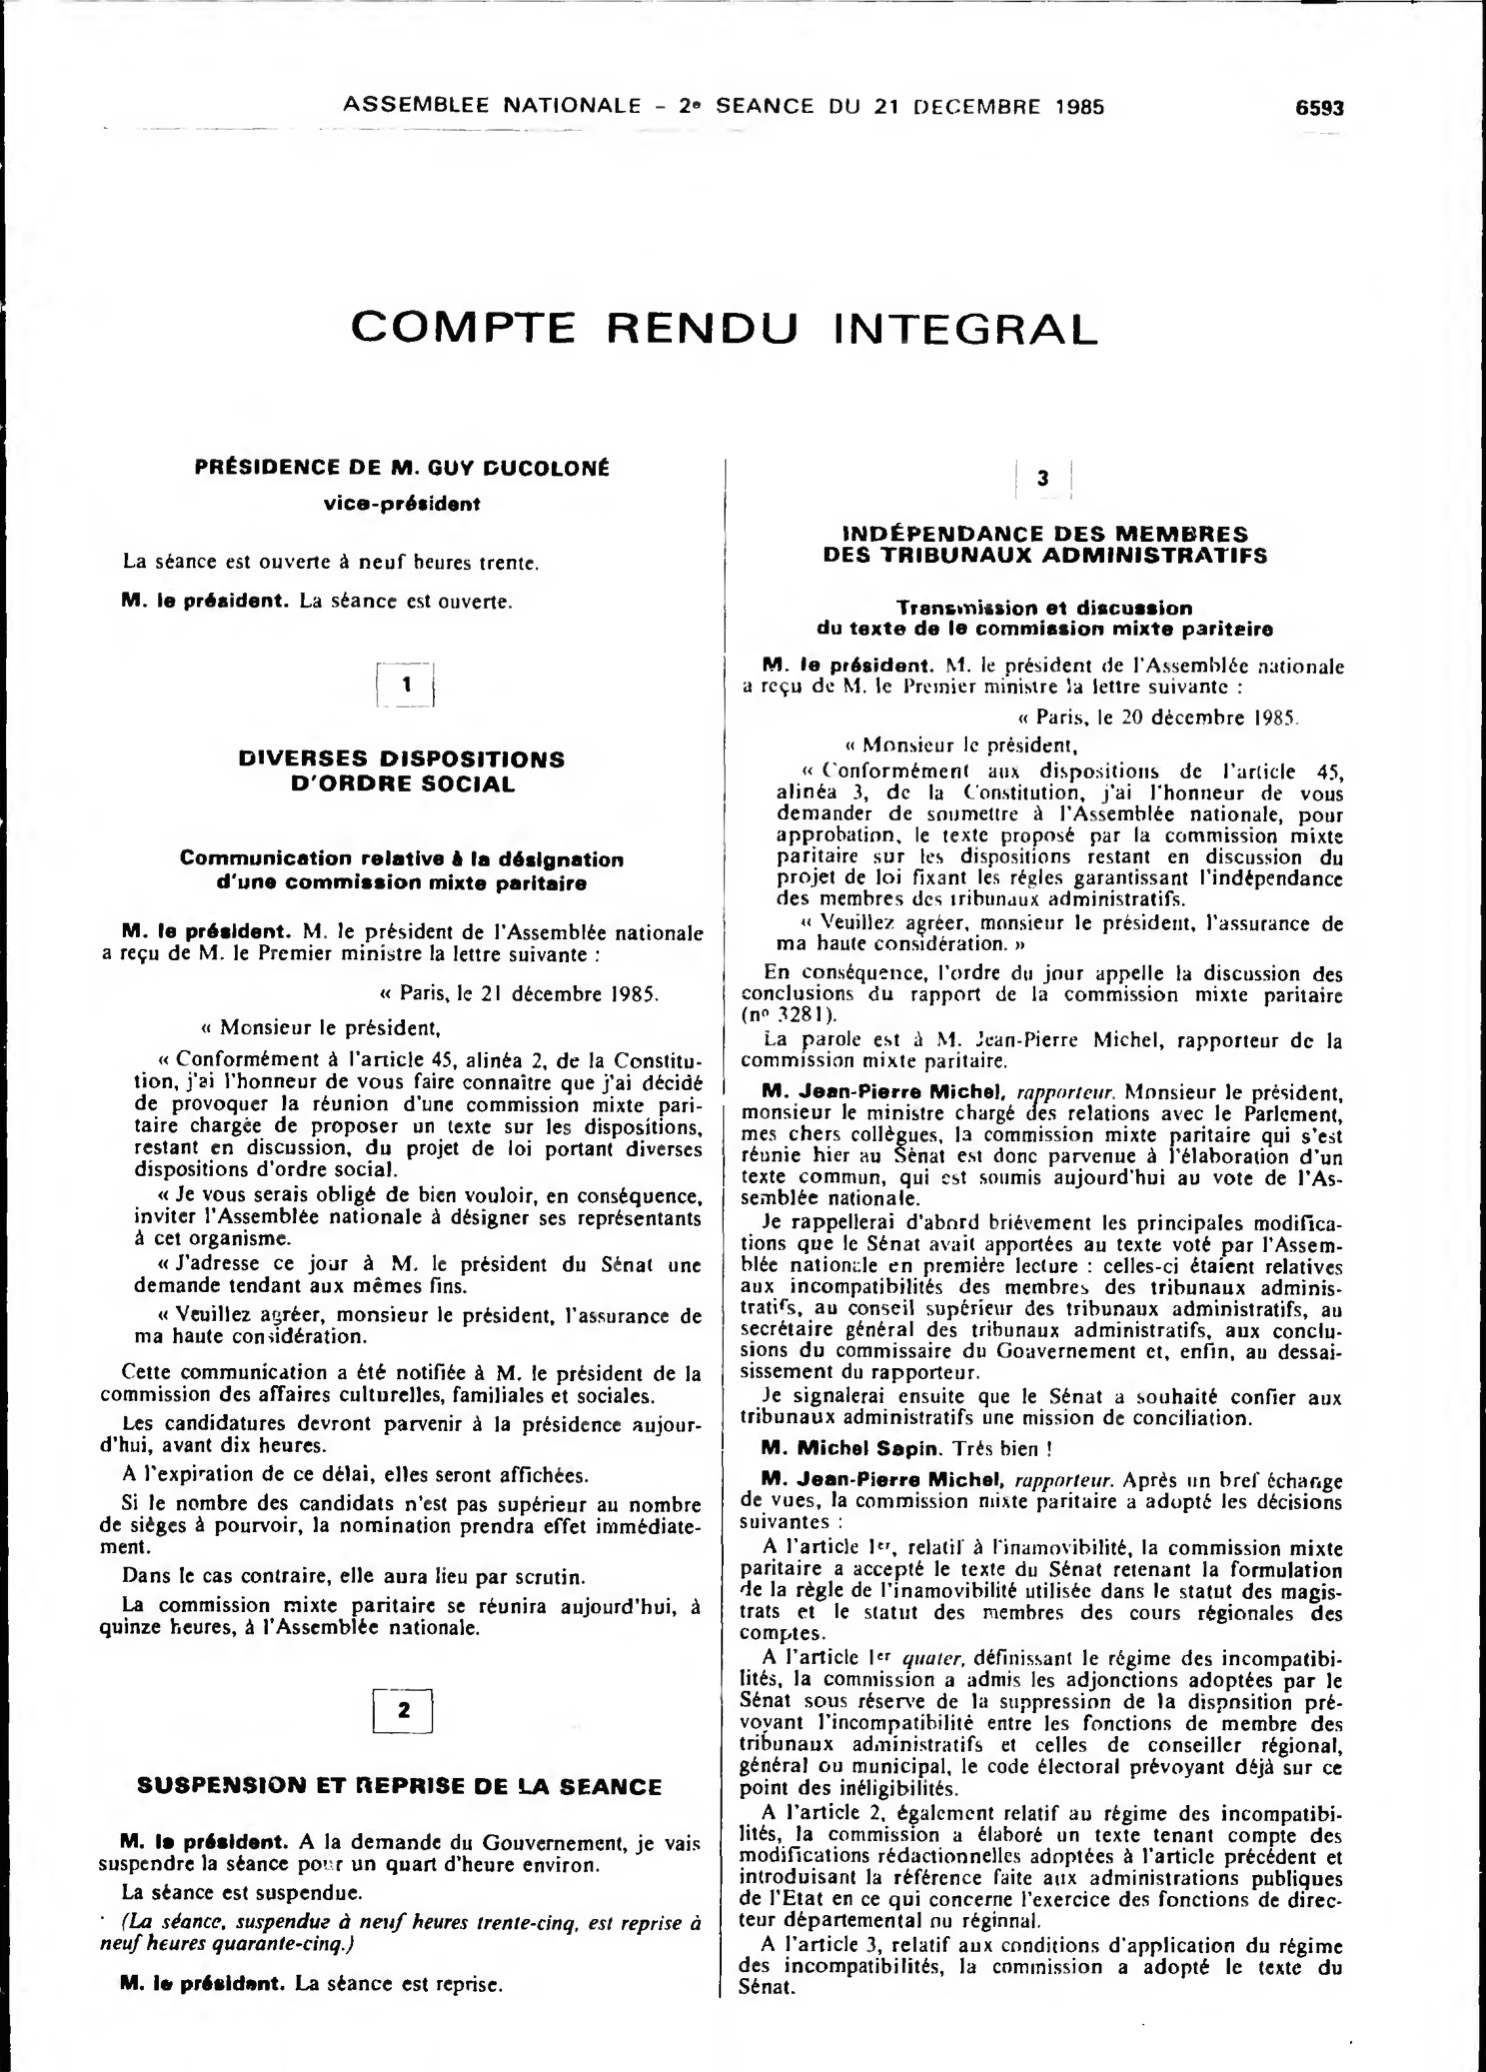 ASSEMBLEE NATIONALE – 2e SEANCE DU 21 DECEMBRE 1985
6593
COMPTE RENDU INTEGRAL
PRÉSIDENCE DE M. GUY DUCOLONÉ
vice-président
La séance est ouverte à neuf heures trente.
M. le président. La séance est ouverte.
1
DIVERSES DISPOSITIONS
D'ORDRE SOCIAL
Communication relative à la désignation
d'une commission mixte paritaire
M. le président. M. le président de l'Assemblée nationale
a reçu de M. le Premier ministre la lettre suivante :
« Paris, le 21 décembre 1985.
« Monsieur le président,
« Conformément à l'article 45, alinéa 2, de la Constitu-
tion, j'ai l'honneur de vous faire connaître que j'ai décidé
de provoquer la réunion d'une commission mixte pari-
taire chargée de proposer un texte sur les dispositions,
restant en discussion, du projet de loi portant diverses
dispositions d'ordre social.
« Je vous serais obligé de bien vouloir, en conséquence,
inviter l'Assemblée nationale à désigner ses représentants
à cet organisme.
« J'adresse ce jour à M. le président du Sénat une
demande tendant aux mêmes fins.
« Veuillez agréer, monsieur le président, l'assurance de
ma haute considération.
Cette communication a été notifiée à M. le président de la
commission des affaires culturelles, familiales et sociales.
Les candidatures devront parvenir à la présidence aujour-
d'hui, avant dix heures.
A l'expiration de ce délai, elles seront affichées.
Si le nombre des candidats n'est pas supérieur au nombre
de sièges à pourvoir, la nomination prendra effet immédiate-
ment.
Dans le cas contraire, elle aura lieu par scrutin.
La commission mixte paritaire se réunira aujourd'hui, à
quinze heures, à l'Assemblée nationale.
2
SUSPENSION ET REPRISE DE LA SEANCE
M. le président. A la demande du Gouvernement, je vais
suspendre la séance pour un quart d'heure environ.
La séance est suspendue.
(La séance, suspendue à neuf heures trente-cinq, est reprise à
neuf heures quarante-cinq.)
M. le président. La séance est reprise.
3
INDÉPENDANCE DES MEMBRES
DES TRIBUNAUX ADMINISTRATIFS
Transmission et discussion
du texte de le commission mixte paritaire
M. le président. M. le président de l'Assemblée nationale
a reçu de M. le Premier ministre la lettre suivante :
« Paris, le 20 décembre 1985.
« Monsieur le président,
« Conformément aux dispositions de l'article 45,
alinéa 3, de la Constitution, j'ai l'honneur de vous
demander de soumettre à l'Assemblée nationale, pour
approbation, le texte proposé par la commission mixte
paritaire sur les dispositions restant en discussion du
projet de loi fixant les règles garantissant l'indépendance
des membres des tribunaux administratifs.
« Veuillez agréer, monsieur le président, l'assurance de
ma haute considération. »
En conséquence, l'ordre du jour appelle la discussion des
conclusions du rapport de la commission mixte paritaire
(no 3281).
La parole est à M. Jean-Pierre Michel, rapporteur de la
commission mixte paritaire.
M. Jean-Pierre Michel, rapporteur. Monsieur le président,
monsieur le ministre chargé des relations avec le Parlement,
mes chers collègues, la commission mixte paritaire qui s'est
réunie hier au Sénat est donc parvenue à l'élaboration d'un
texte commun, qui est soumis aujourd'hui au vote de l'As-
semblée nationale.
Je rappellerai d'abord brièvement les principales modifica-
tions que le Sénat avait apportées au texte voté par l'Assem-
blée nationale en première lecture : celles-ci étaient relatives
aux incompatibilités des membres des tribunaux adminis-
tratifs, au conseil supérieur des tribunaux administratifs, au
secrétaire général des tribunaux administratifs, aux conclu-
sions du commissaire du Gouvernement et, enfin, au dessai-
sissement du rapporteur.
Je signalerai ensuite que le Sénat a souhaité confier aux
tribunaux administratifs une mission de conciliation.
M. Michel Sapin. Très bien !
M. Jean-Pierre Michel, rapporteur. Après un bref échange
de vues, la commission mixte paritaire a adopté les décisions
suivantes :
A l'article 1er, relatif à l'inamovibilité, la commission mixte
paritaire a accepté le texte du Sénat retenant la formulation
de la règle de l'inamovibilité utilisée dans le statut des magis-
trats et le statut des membres des cours régionales des
comptes.
A l'article 1er quater, définissant le régime des incompatibi-
lités, la commission a admis les adjonctions adoptées par le
Sénat sous réserve de la suppression de la disposition pré-
voyant l'incompatibilité entre les fonctions de membre des
tribunaux administratifs et celles de conseiller régional,
général ou municipal, le code électoral prévoyant déjà sur ce
point des inéligibilités.
A l'article 2, également relatif au régime des incompatibi-
lités, la commission a élaboré un texte tenant compte des
modifications rédactionnelles adoptées à l'article précédent et
introduisant la référence faite aux administrations publiques
de l'Etat en ce qui concerne l'exercice des fonctions de direc-
teur départemental ou régional.
A l'article 3, relatif aux conditions d'application du régime
des incompatibilités, la commission a adopté le texte du
Sénat.